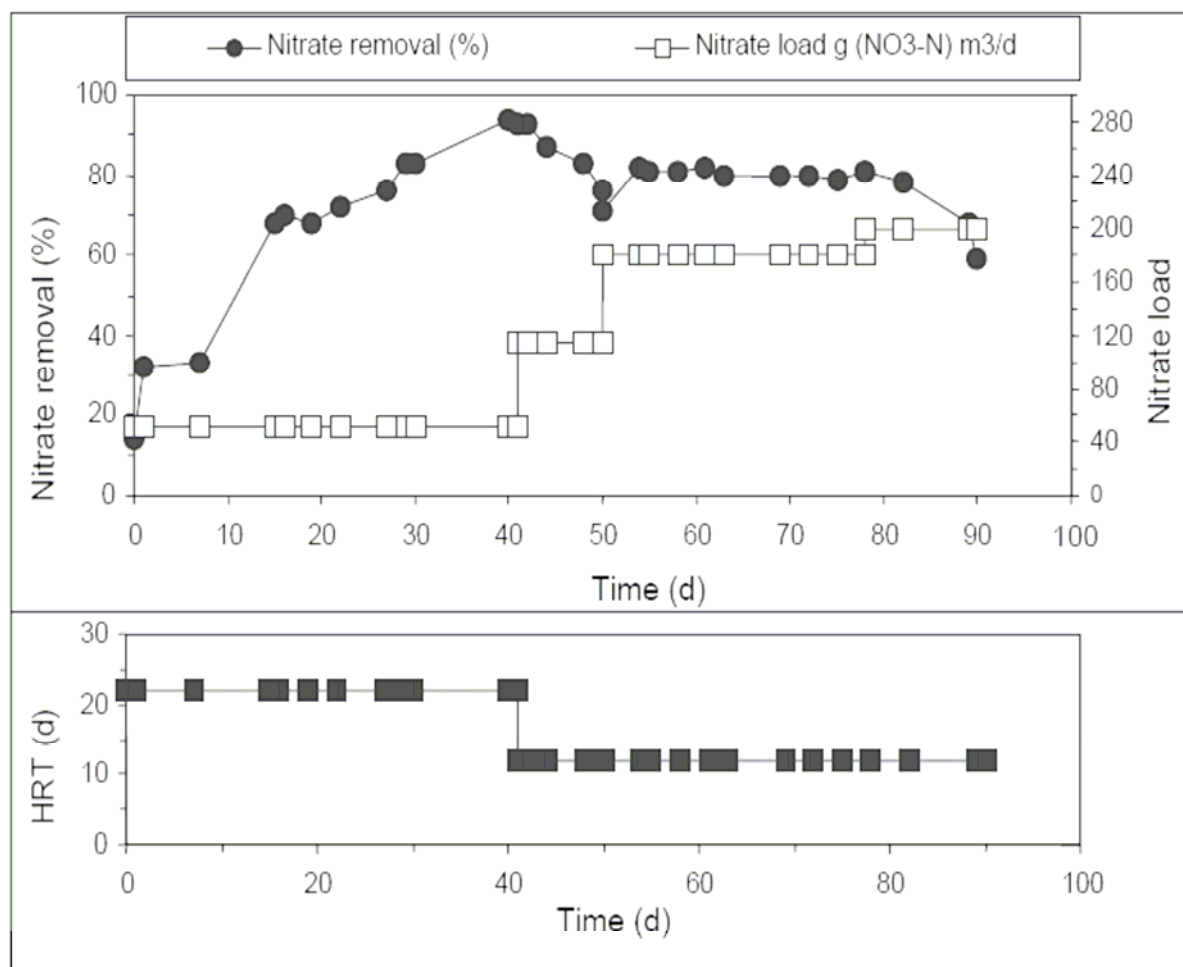 Nitrate removal (%) Nitrate load g (NO3-N) m3/d
Nitrate removal (%)
100
80
60
40
20
0
280
240
200
160
120
80
40
0
Nitrate load
0 10 20 30 40 50 60 70 80 90 100
Time (d)
HRT (d)
30
20
10
0
0 20 40 60 80 100
Time (d)